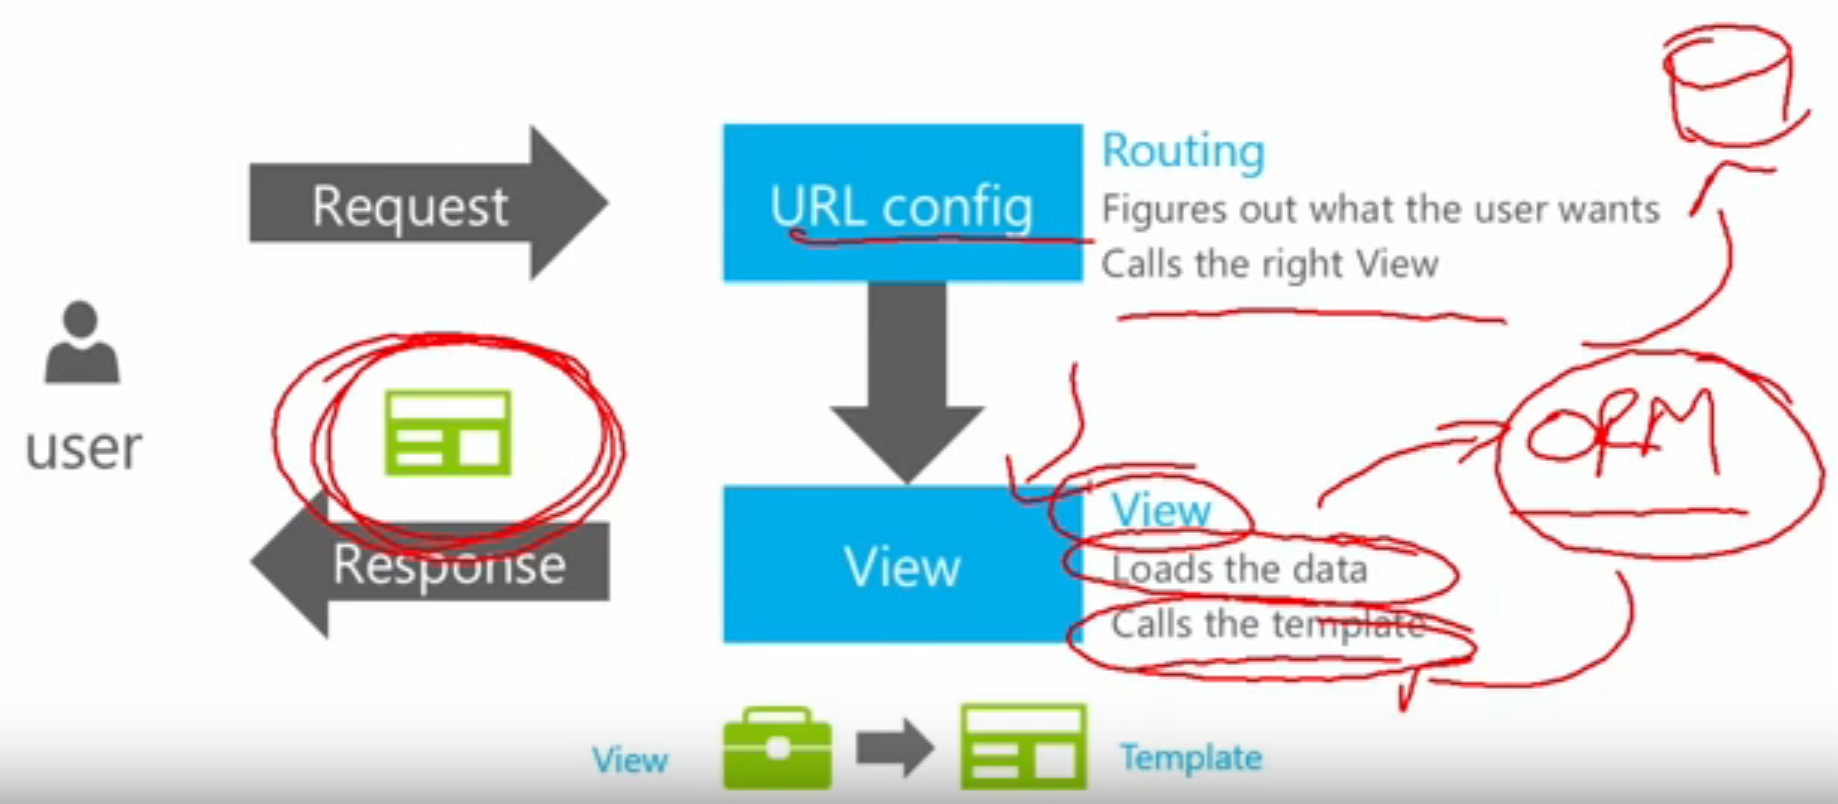 Request
URL config
Routing
Figures out what the user wants
Calls the right View
user
ORM
Response
View
View
Loads the data
Calls the template
View
Template